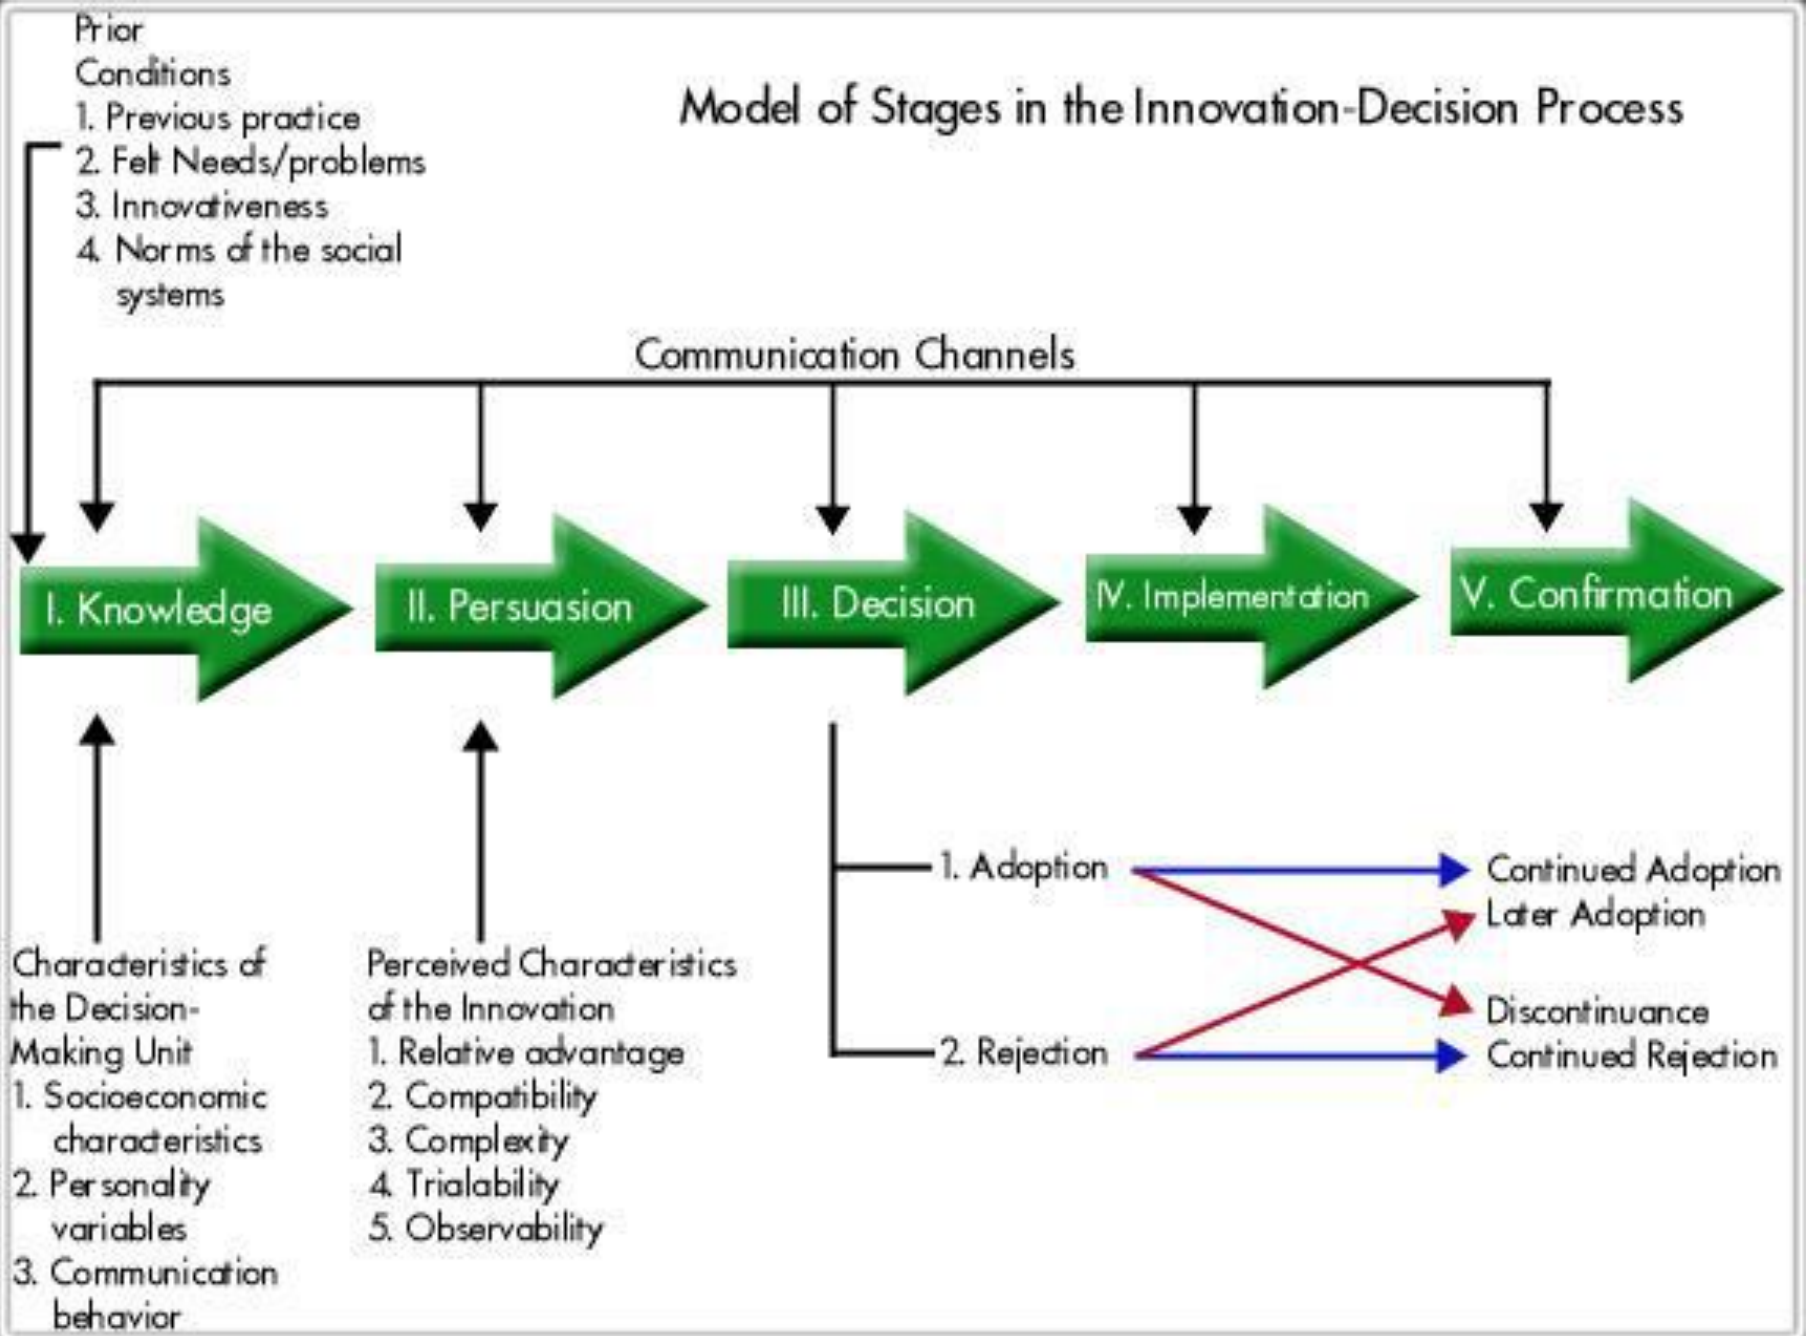 Prior
Conditions
1. Previous practice
2. Felt Needs/problems
3. Innovativeness
4. Norms of the social
systems
Model of Stages in the Innovation-Decision Process
Communication Channels
I. Knowledge
II. Persuasion
III. Decision
IV. Implementation
V. Confirmation
Characteristics of
the Decision-
Making Unit
1. Socioeconomic
characteristics
2. Personality
variables
3. Communication
behavior
Perceived Characteristics
of the Innovation
1. Relative advantage
2. Compatibility
3. Complexity
4. Trialability
5. Observability
1. Adoption
2. Rejection
Continued Adoption
Later Adoption
Discontinuance
Continued Rejection